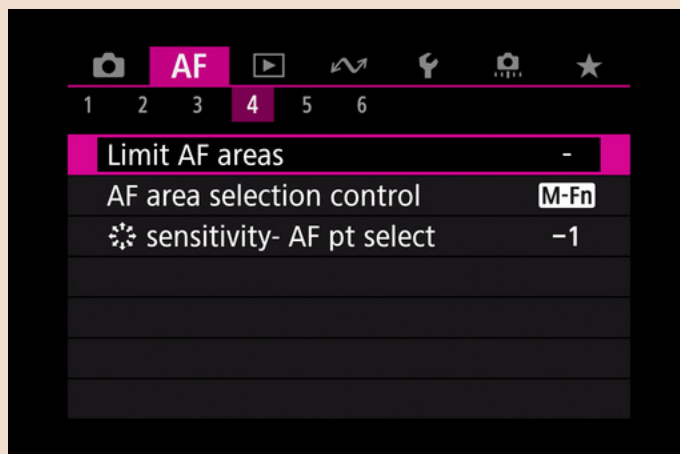 AF
1 2 3 4 5 6
Limit AF areas -
AF area selection control M-Fn
sensitivity- AF pt select −1